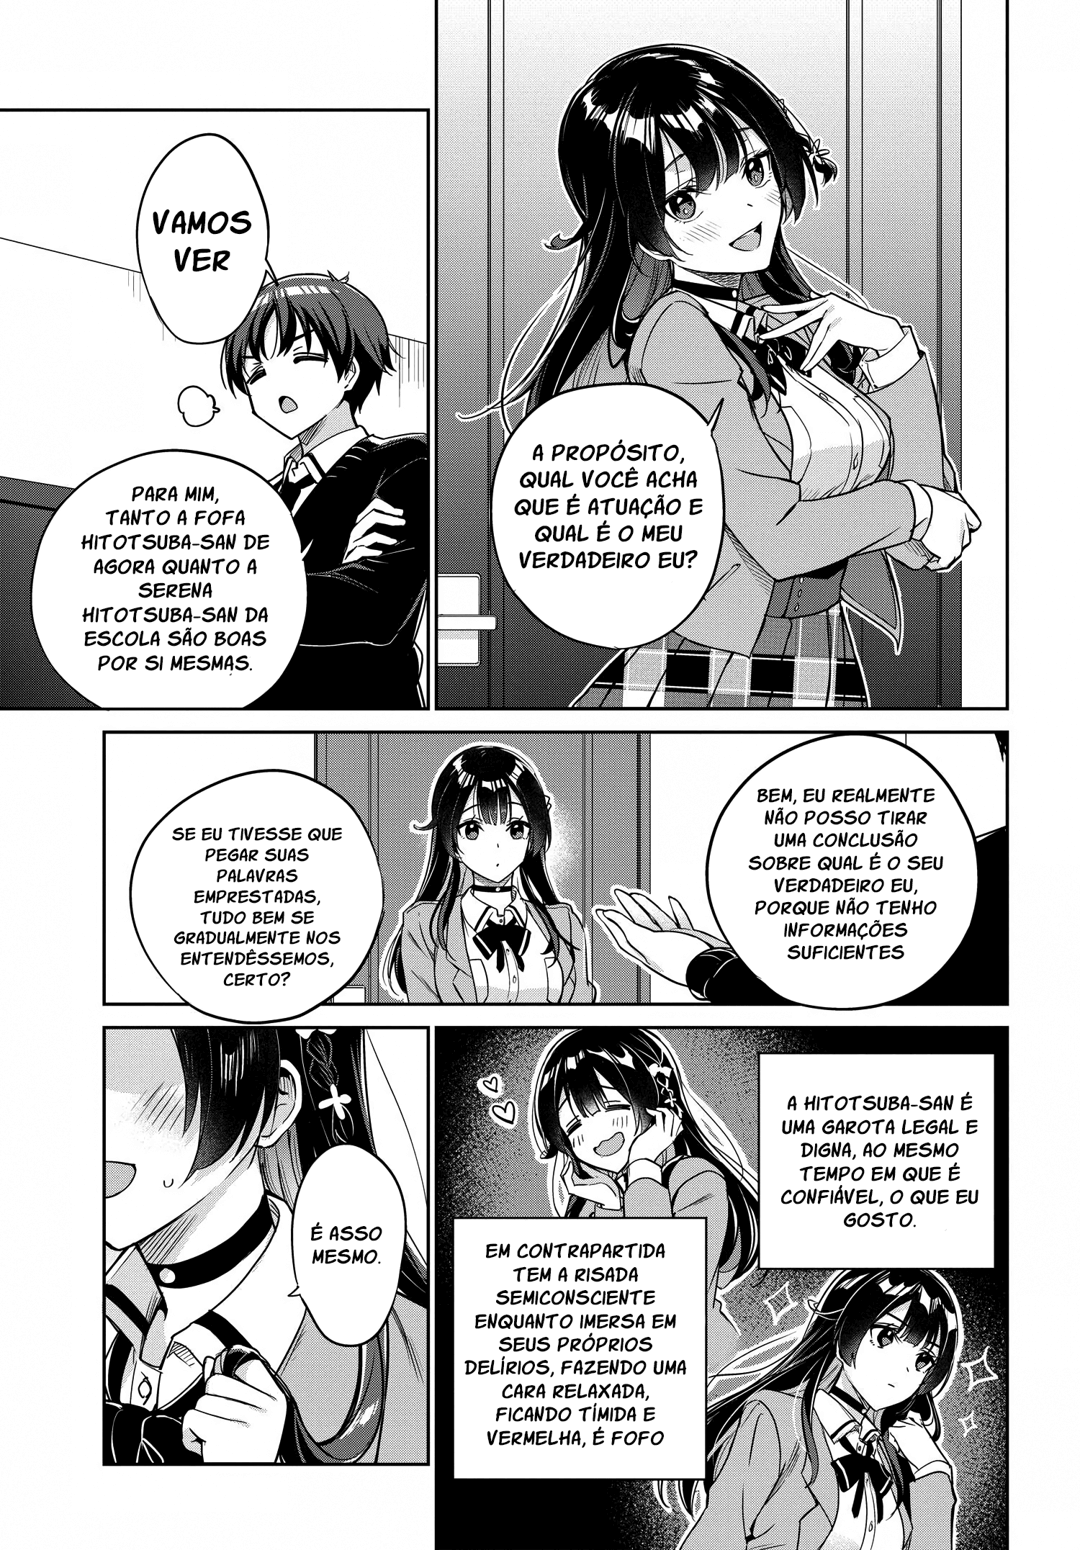 A PROPÓSITO,
QUAL VOCÊ ACHA
QUE É ATUAÇÃO E
QUAL É O MEU
VERDADEIRO EU?
VAMOS
VER
PARA MIM,
TANTO A FOFA
HITOTSUBA-SAN DE
AGORA QUANTO A
SERENA
HITOTSUBA-SAN DA
ESCOLA SÃO BOAS
POR SI MESMAS.
BEM, EU REALMENTE
NÃO POSSO TIRAR
UMA CONCLUSÃO
SOBRE QUAL É O SEU
VERDADEIRO EU,
PORQUE NÃO TENHO
INFORMAÇÕES
SUFICIENTES
SE EU TIVESSE QUE
PEGAR SUAS
PALAVRAS
EMPRESTADAS,
TUDO BEM SE
GRADUALMENTE NOS
ENTENDÊSSEMOS,
CERTO?
A HITOTSUBA-SAN É
UMA GAROTA LEGAL E
DIGNA, AO MESMO
TEMPO EM QUE É
CONFIÁVEL, O QUE EU
GOSTO.
EM CONTRAPARTIDA
TEM A RISADA
SEMICONSCIENTE
ENQUANTO IMERSA EM
SEUS PRÓPRIOS
DELÍRIOS, FAZENDO UMA
CARA RELAXADA,
FICANDO TÍMIDA E
VERMELHA, É FOFO
É ASSO
MESMO.